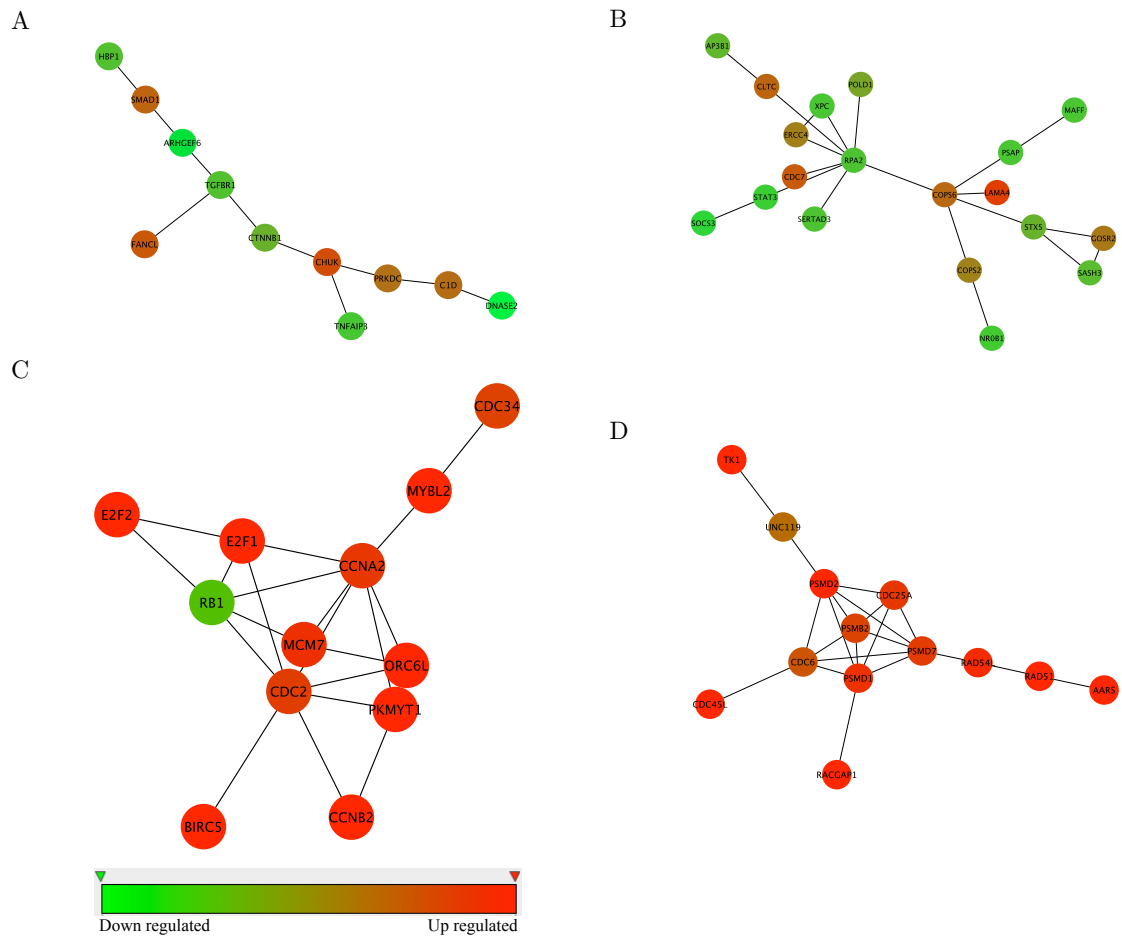 A
HBP1
SMAD1
ARHGEF6
TGFBR1
FANCL
CTNNB1
CHUK
PRKDC
C1D
DNASE2
TNFAIP3
B
AP3B1
CLTC
POLD1
XPC
ERCC4
MAFF
PSAP
RPA2
CDC7
STAT3
COPS6
LAMA4
SOCS3
SERTAD3
STX5
GOSR2
COPS2
SASH3
NR0B1
C
CDC34
MYBL2
E2F2
E2F1
CCNA2
RB1
MCM7
ORC6L
CDC2
PKMYT1
BIRC5
CCNB2
Down regulated
Up regulated
D
TK1
UNC119
PSMD2
CDC25A
PSMB2
PSMD7
CDC6
PSMD1
RAD54L
RAD51
AARS
CDC45L
RACGAP1